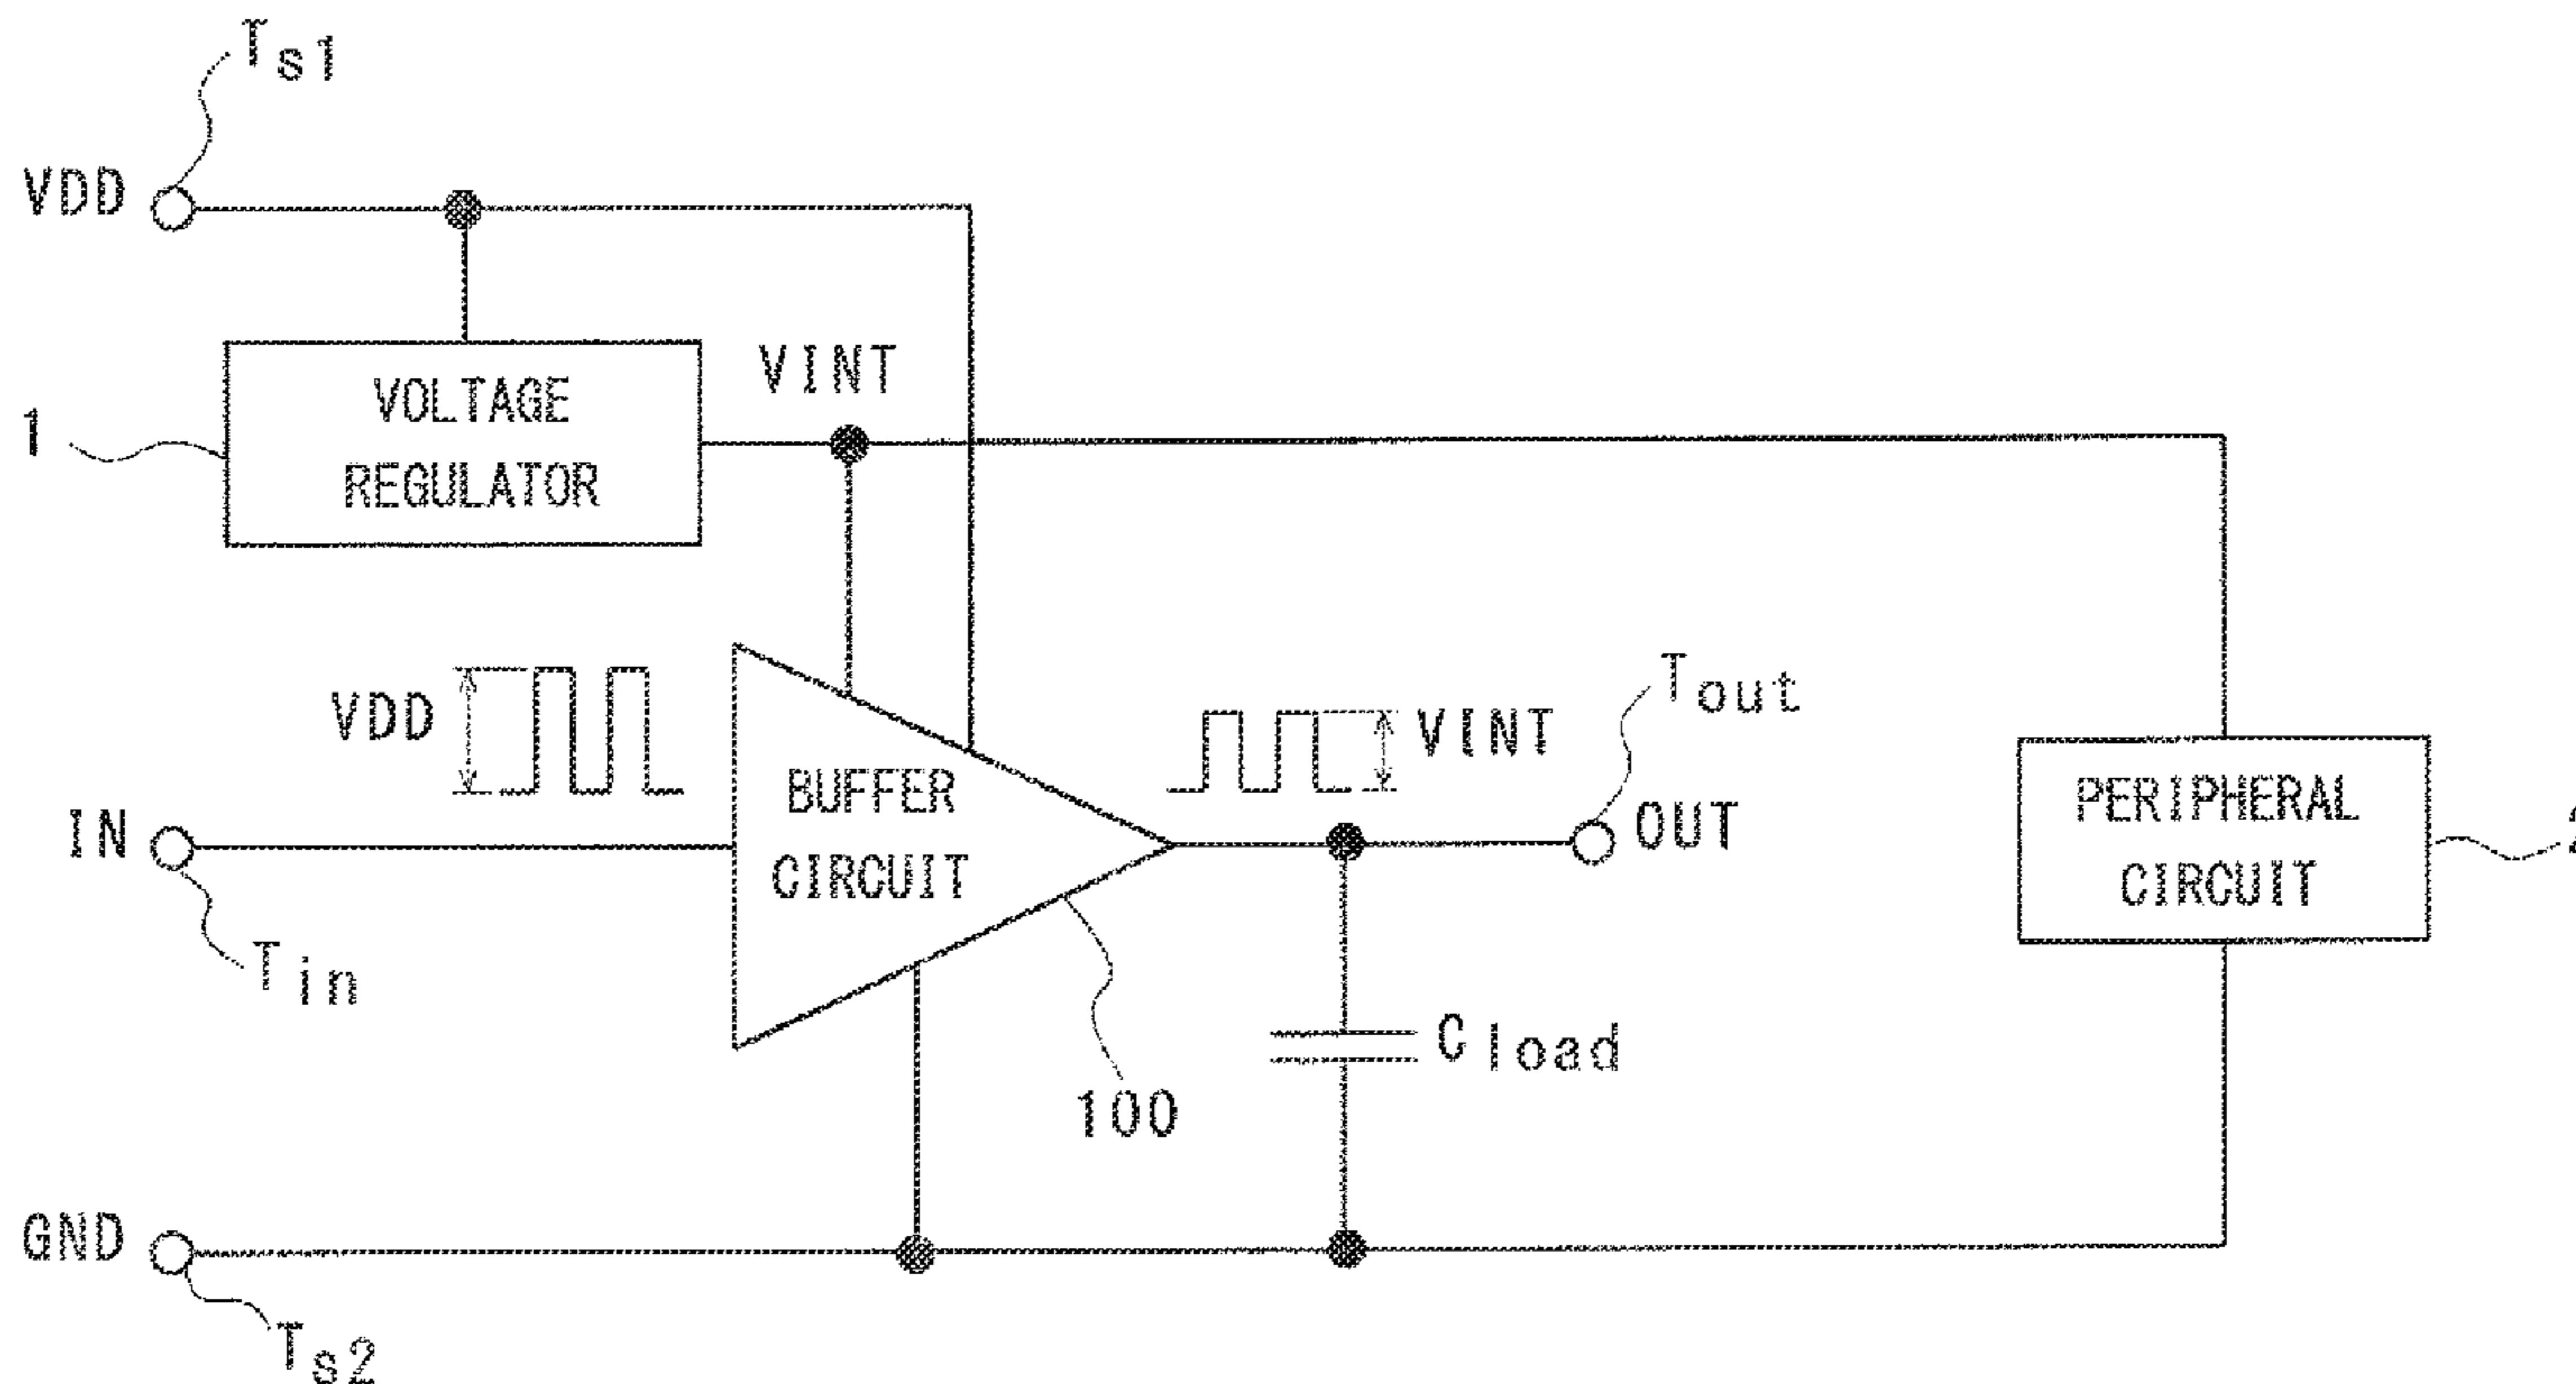 Ts1
VDD
VINT
VOLTAGE
REGULATOR
1
VDD
VINT
Tout
BUFFER
CIRCUIT
IN
OUT
PERIPHERAL
CIRCUIT
Tin
Cload
100
GND
Ts2